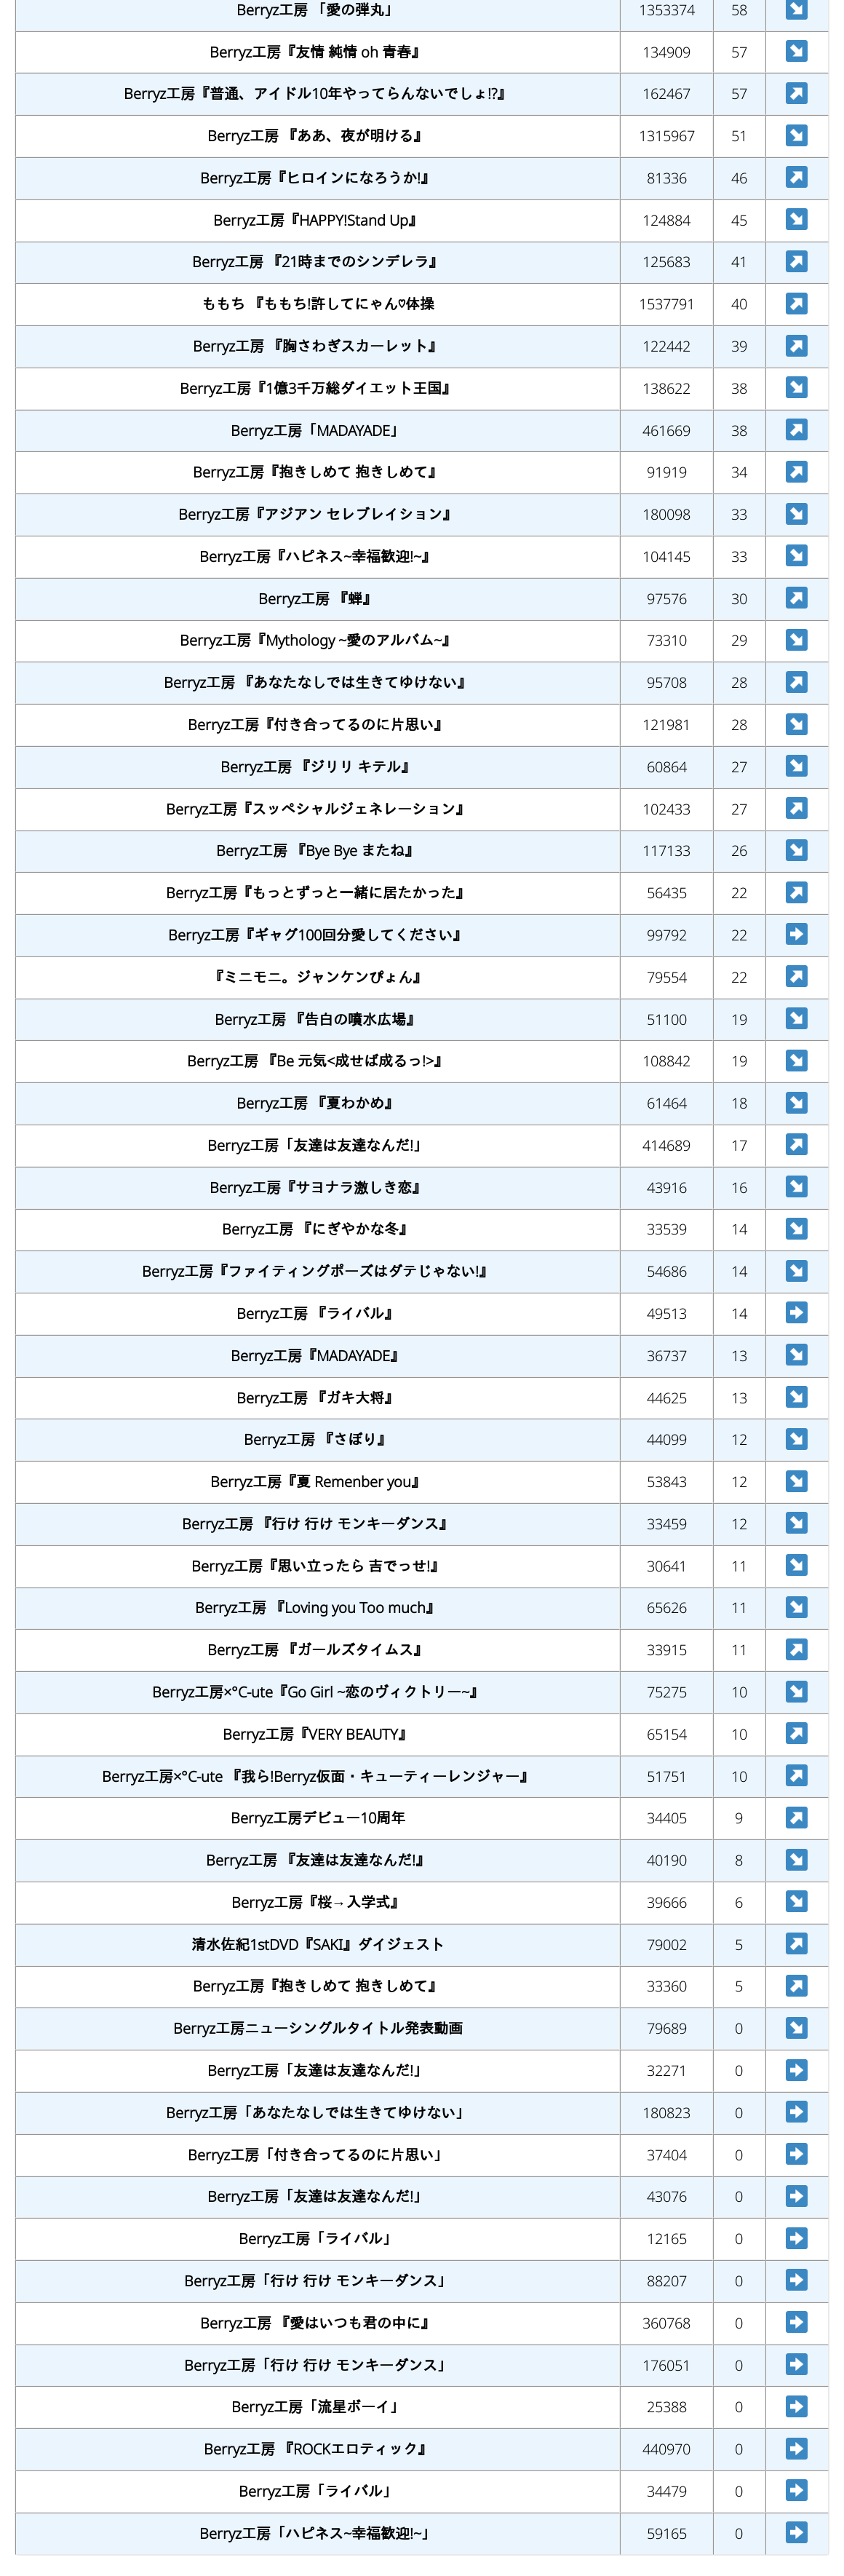 Berryz工房 「愛の弾丸」 1353374 58 ↘
Berryz工房『友情 純情 oh 青春』 134909 57 ↘
Berryz工房『普通、アイドル10年やってらんないでしょ!?』 162467 57 ↗
Berryz工房 『ああ、夜が明ける』 1315967 51 ↘
Berryz工房『ヒロインになろうか!』 81336 46 ↗
Berryz工房『HAPPY!Stand Up』 124884 45 ↘
Berryz工房 『21時までのシンデレラ』 125683 41 ↗
ももち 『ももち!許してにゃん♡体操 1537791 40 ↗
Berryz工房 『胸さわぎスカーレット』 122442 39 ↗
Berryz工房『1億3千万総ダイエット王国』 138622 38 ↘
Berryz工房「MADAYADE」 461669 38 ↗
Berryz工房『抱きしめて 抱きしめて』 91919 34 ↗
Berryz工房『アジアン セレブレイション』 180098 33 ↘
Berryz工房『ハピネス~幸福歓迎!~』 104145 33 ↘
Berryz工房 『蝉』 97576 30 ↗
Berryz工房『Mythology ~愛のアルバム~』 73310 29 ↘
Berryz工房 『あなたなしでは生きてゆけない』 95708 28 ↗
Berryz工房『付き合ってるのに片思い』 121981 28 ↘
Berryz工房 『ジリリ キテル』 60864 27 ↘
Berryz工房『スッペシャルジェネレーション』 102433 27 ↗
Berryz工房 『Bye Bye またね』 117133 26 ↘
Berryz工房『もっとずっと一緒に居たかった』 56435 22 ↗
Berryz工房『ギャグ100回分愛してください』 99792 22 →
『ミニモニ。ジャンケンぴょん』 79554 22 ↗
Berryz工房 『告白の噴水広場』 51100 19 ↘
Berryz工房 『Be 元気<成せば成るっ!>』 108842 19 ↘
Berryz工房 『夏わかめ』 61464 18 ↘
Berryz工房「友達は友達なんだ!」 414689 17 ↗
Berryz工房『サヨナラ激しき恋』 43916 16 ↘
Berryz工房 『にぎやかな冬』 33539 14 ↘
Berryz工房『ファイティングポーズはダテじゃない!』 54686 14 ↘
Berryz工房 『ライバル』 49513 14 →
Berryz工房『MADAYADE』 36737 13 ↘
Berryz工房 『ガキ大将』 44625 13 ↘
Berryz工房 『さぼり』 44099 12 ↘
Berryz工房『夏 Remenber you』 53843 12 ↘
Berryz工房 『行け 行け モンキーダンス』 33459 12 ↘
Berryz工房『思い立ったら 吉でっせ!』 30641 11 ↘
Berryz工房 『Loving you Too much』 65626 11 ↘
Berryz工房 『ガールズタイムス』 33915 11 ↗
Berryz工房×°C-ute『Go Girl ~恋のヴィクトリー~』 75275 10 ↘
Berryz工房『VERY BEAUTY』 65154 10 ↗
Berryz工房×°C-ute 『我ら!Berryz仮面・キューティーレンジャー』 51751 10 ↗
Berryz工房デビュー10周年 34405 9 ↗
Berryz工房 『友達は友達なんだ!』 40190 8 ↘
Berryz工房『桜→入学式』 39666 6 ↘
清水佐紀1stDVD『SAKI』ダイジェスト 79002 5 ↗
Berryz工房『抱きしめて 抱きしめて』 33360 5 ↗
Berryz工房ニューシングルタイトル発表動画 79689 0 ↘
Berryz工房「友達は友達なんだ!」 32271 0 →
Berryz工房「あなたなしでは生きてゆけない」 180823 0 →
Berryz工房「付き合ってるのに片思い」 37404 0 →
Berryz工房「友達は友達なんだ!」 43076 0 →
Berryz工房「ライバル」 12165 0 →
Berryz工房「行け 行け モンキーダンス」 88207 0 →
Berryz工房 『愛はいつも君の中に』 360768 0 →
Berryz工房「行け 行け モンキーダンス」 176051 0 →
Berryz工房「流星ボーイ」 25388 0 →
Berryz工房 『ROCKエロティック』 440970 0 →
Berryz工房「ライバル」 34479 0 →
Berryz工房「ハピネス~幸福歓迎!~」 59165 0 →